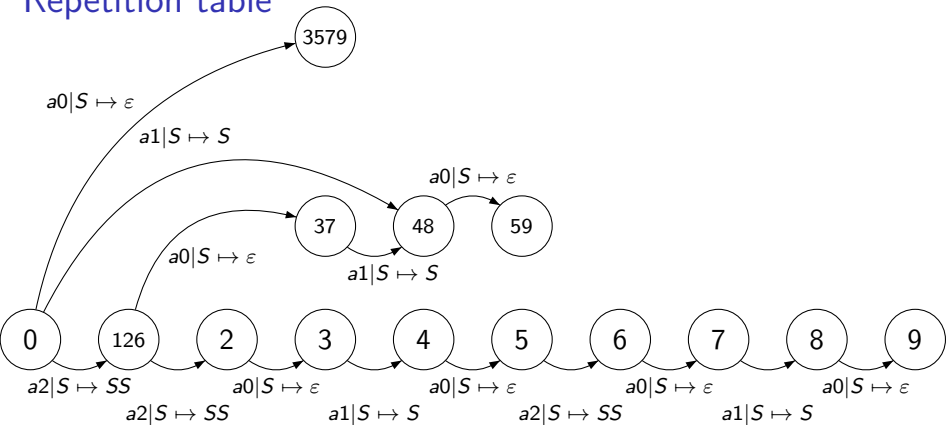 Repetition table
3579
a0|S ↦ ε
a1|S ↦ S
a0|S ↦ ε
37 48 59
a0|S ↦ ε
a1|S ↦ S
0 126 2 3 4 5 6 7 8 9
a2|S ↦ SS a0|S ↦ ε a0|S ↦ ε a0|S ↦ ε a0|S ↦ ε
a2|S ↦ SS a1|S ↦ S a2|S ↦ SS a1|S ↦ S